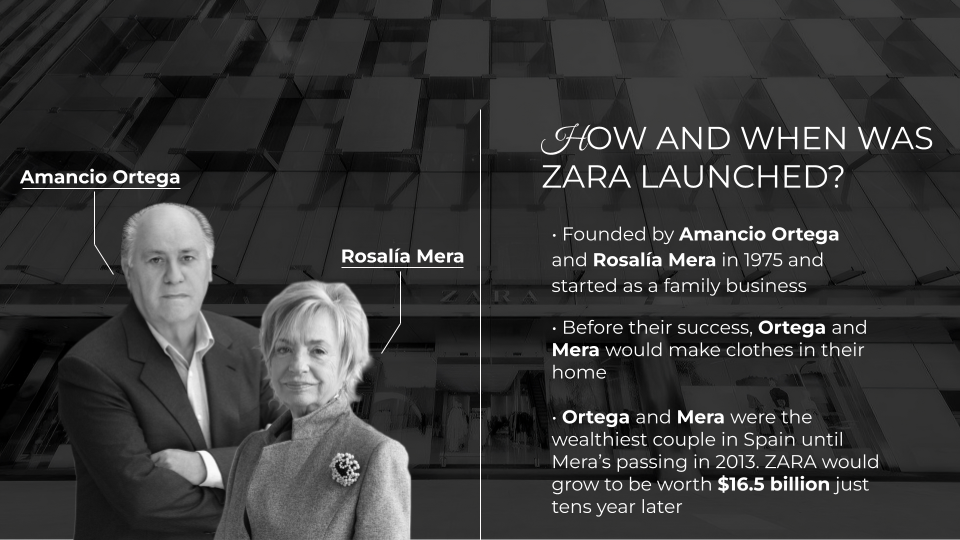 HOW AND WHEN WAS
ZARA LAUNCHED?
Amancio Ortega
Rosalía Mera
• Founded by Amancio Ortega
and Rosalía Mera in 1975 and
started as a family business
• Before their success, Ortega and
Mera would make clothes in their
home
• Ortega and Mera were the
wealthiest couple in Spain until
Mera’s passing in 2013. ZARA would
grow to be worth $16.5 billion just
tens year later
ZARA